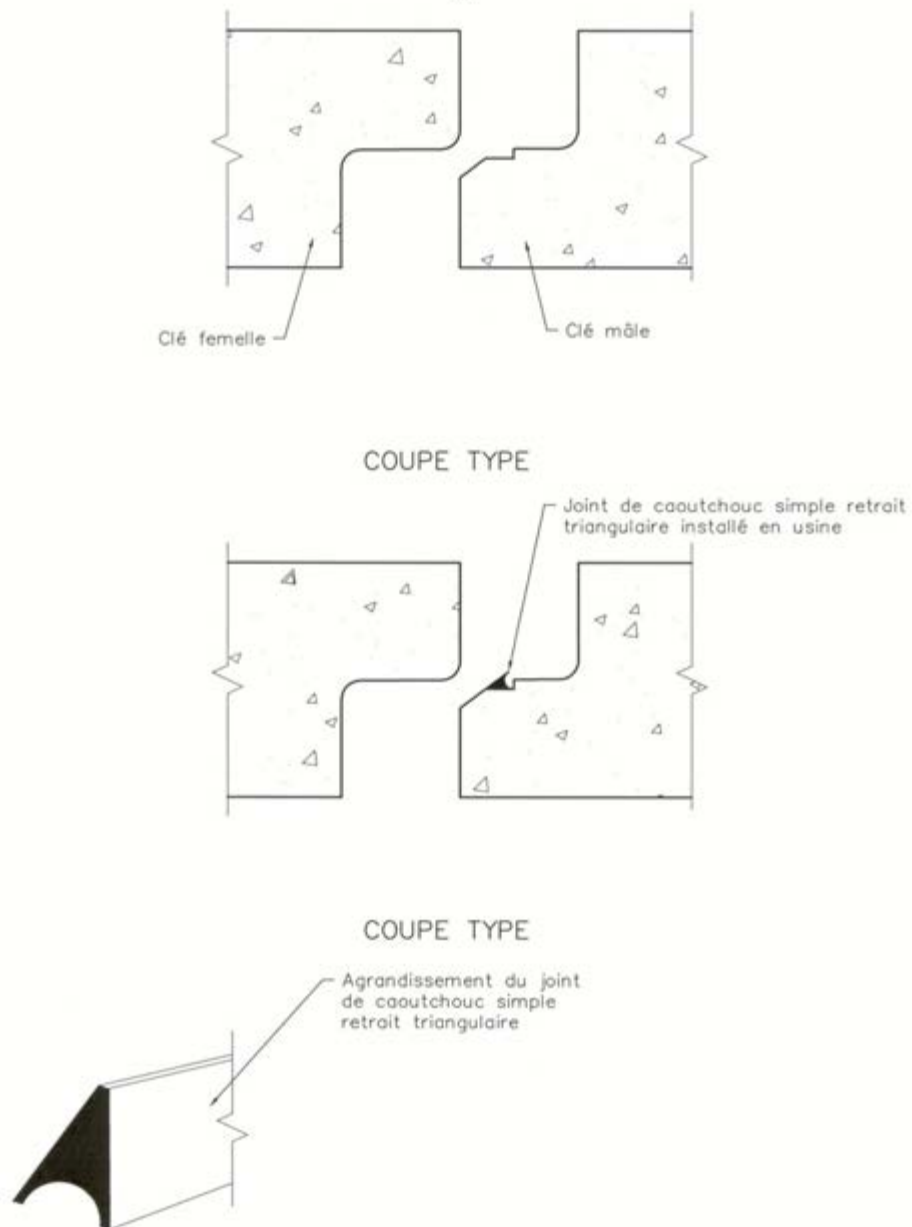 Clé femelle
Clé mâle
COUPE TYPE
Joint de caoutchouc simple retrait
triangulaire installé en usine
COUPE TYPE
Agrandissement du joint
de caoutchouc simple
retrait triangulaire